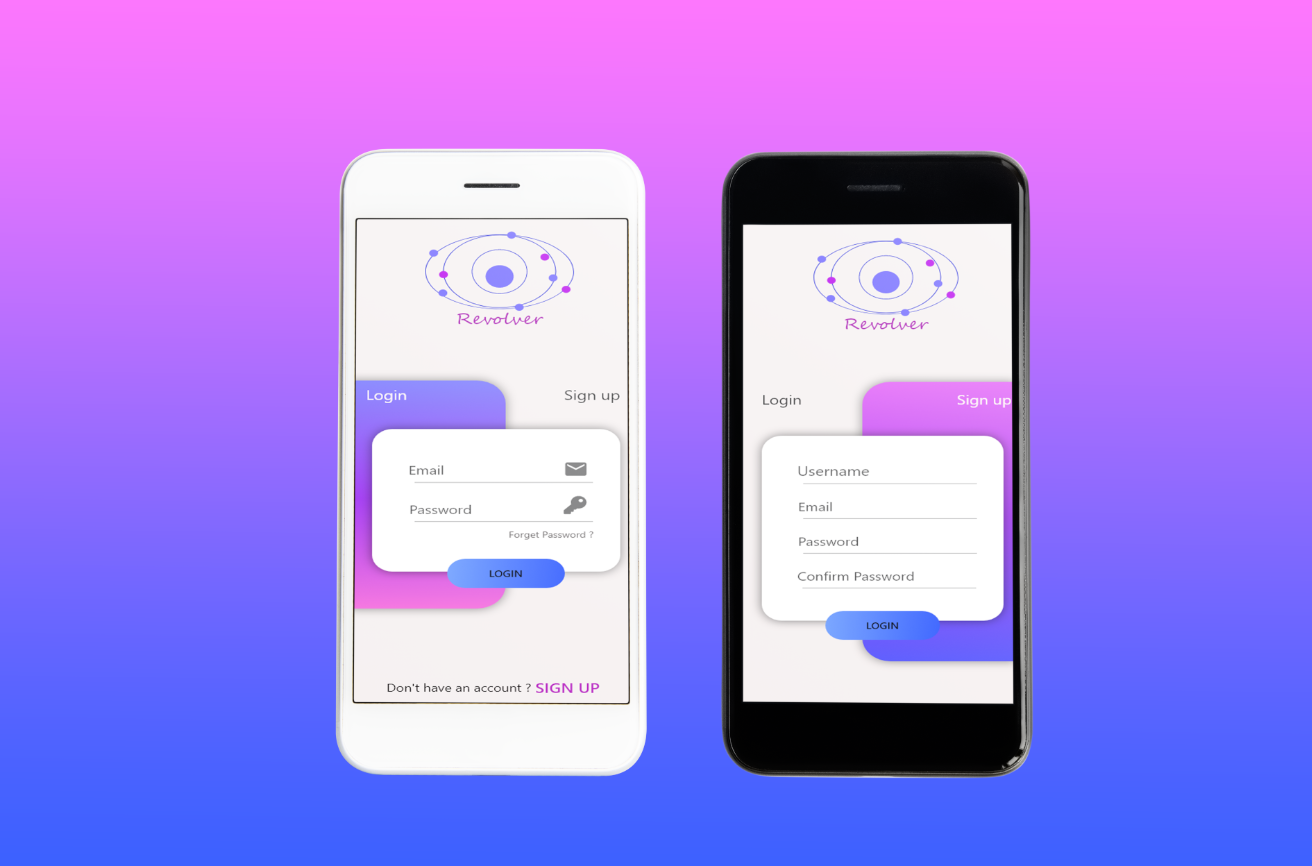 Revolver
Login
Sign up
Email
Password
Forget Password ?
LOGIN
Don't have an account ? SIGN UP
Revolver
Login
Sign up
Username
Email
Password
Confirm Password
LOGIN